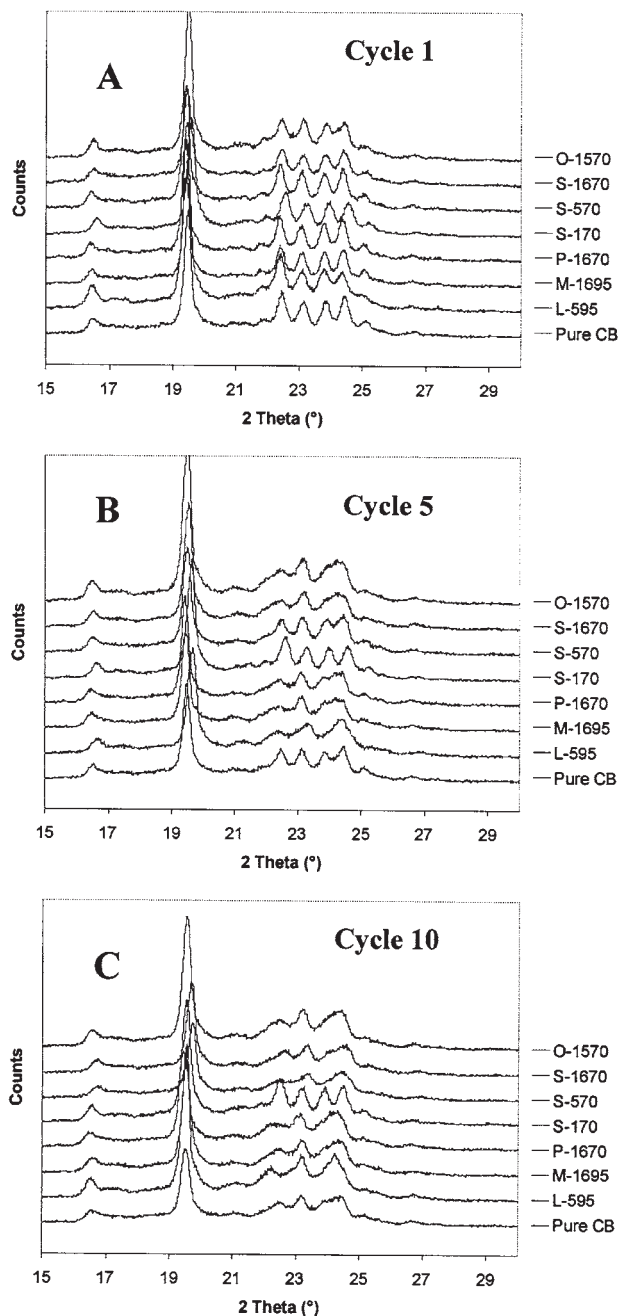 A
Cycle 1
Counts
O-1570
S-1670
S-570
S-170
P-1670
M-1695
L-595
Pure CB
15 17 19 21 23 25 27 29
2 Theta (°)
B
Cycle 5
Counts
O-1570
S-1670
S-570
S-170
P-1670
M-1695
L-595
Pure CB
15 17 19 21 23 25 27 29
2 Theta (°)
C
Cycle 10
Counts
O-1570
S-1670
S-570
S-170
P-1670
M-1695
L-595
Pure CB
15 17 19 21 23 25 27 29
2 Theta (°)